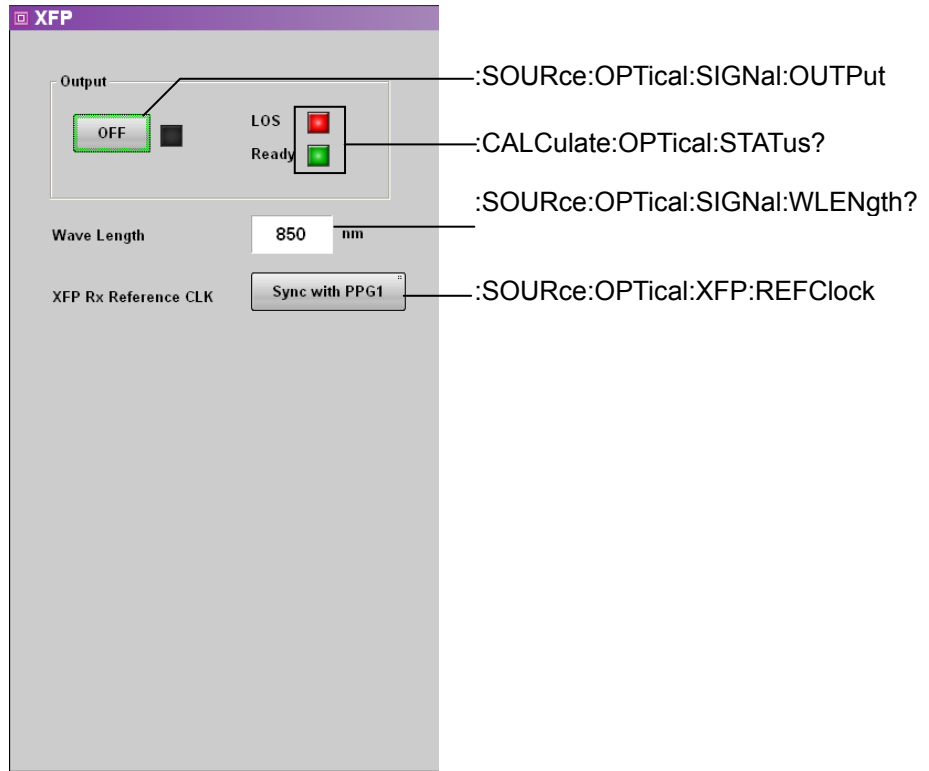 XFP
Output
:SOURce:OPTical:SIGNal:OUTPut
OFF
LOS
Ready
:CALCulate:OPTical:STATus?
:SOURce:OPTical:SIGNal:WLENgth?
Wave Length
850 nm
XFP Rx Reference CLK
Sync with PPG1
:SOURce:OPTical:XFP:REFClock